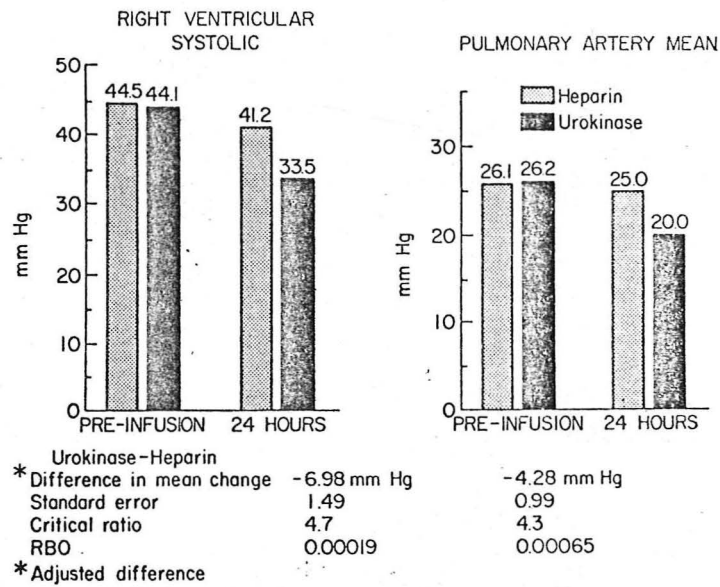 RIGHT VENTRICULAR
SYSTOLIC
mm Hg
50
40
30
20
10
0
44.5 44.1
41.2
33.5
PRE-INFUSION 24 HOURS
PULMONARY ARTERY MEAN
Heparin
Urokinase
mm Hg
30
20
10
0
26.1 26.2
25.0
20.0
PRE-INFUSION 24 HOURS
Urokinase-Heparin
*Difference in mean change -6.98 mm Hg -4.28 mm Hg
Standard error 1.49 0.99
Critical ratio 4.7 4.3
RBO 0.00019 0.00065
*Adjusted difference